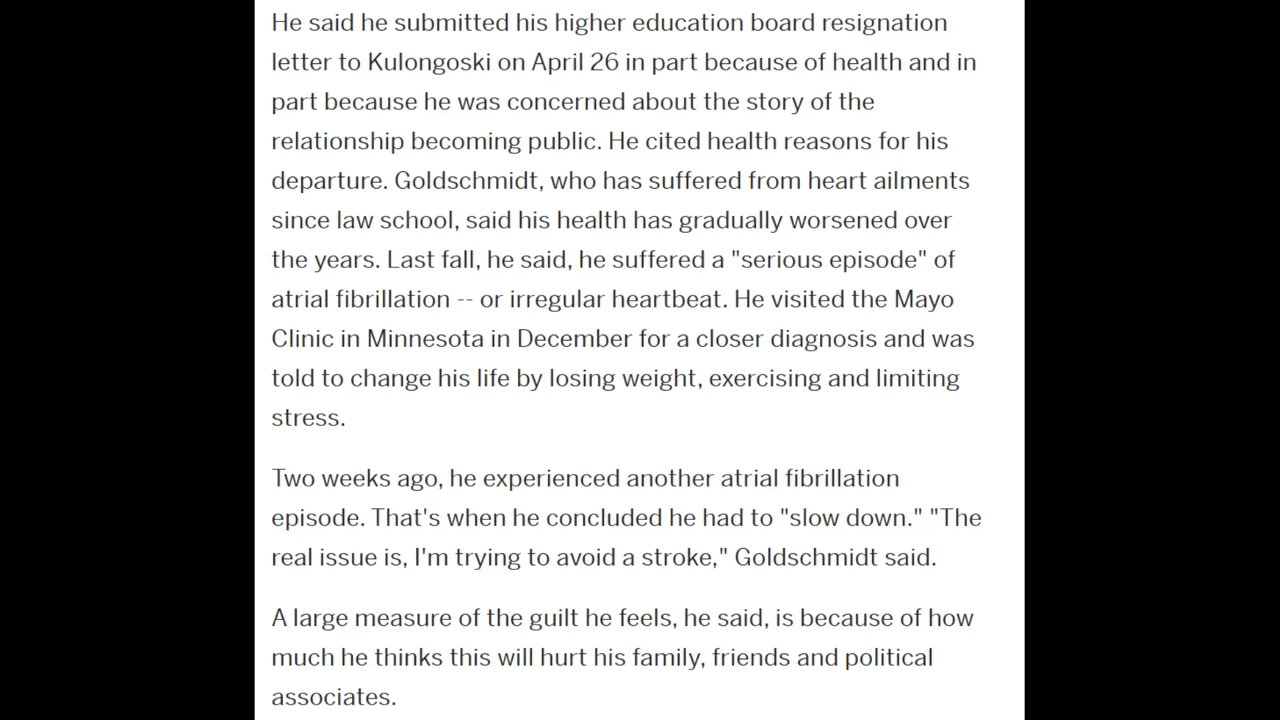 He said he submitted his higher education board resignation
letter to Kulongoski on April 26 in part because of health and in
part because he was concerned about the story of the
relationship becoming public. He cited health reasons for his
departure. Goldschmidt, who has suffered from heart ailments
since law school, said his health has gradually worsened over
the years. Last fall, he said, he suffered a "serious episode" of
atrial fibrillation -- or irregular heartbeat. He visited the Mayo
Clinic in Minnesota in December for a closer diagnosis and was
told to change his life by losing weight, exercising and limiting
stress.
Two weeks ago, he experienced another atrial fibrillation
episode. That's when he concluded he had to "slow down." "The
real issue is, I'm trying to avoid a stroke," Goldschmidt said.
A large measure of the guilt he feels, he said, is because of how
much he thinks this will hurt his family, friends and political
associates.